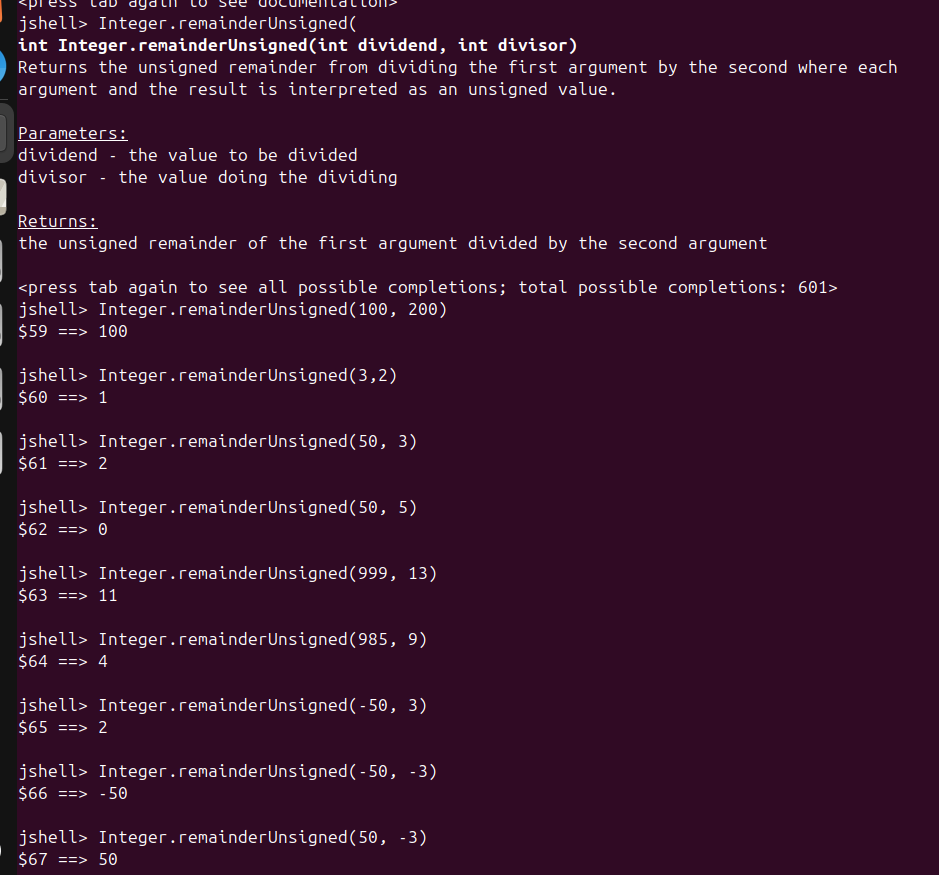 <press tab again to see documentation>
jshell> Integer.remainderUnsigned(
int Integer.remainderUnsigned(int dividend, int divisor)
Returns the unsigned remainder from dividing the first argument by the second where each
argument and the result is interpreted as an unsigned value.
Parameters:
dividend - the value to be divided
divisor - the value doing the dividing
Returns:
the unsigned remainder of the first argument divided by the second argument
<press tab again to see all possible completions; total possible completions: 601>
jshell> Integer.remainderUnsigned(100, 200)
$59 ==> 100
jshell> Integer.remainderUnsigned(3,2)
$60 ==> 1
jshell> Integer.remainderUnsigned(50, 3)
$61 ==> 2
jshell> Integer.remainderUnsigned(50, 5)
$62 ==> 0
jshell> Integer.remainderUnsigned(999, 13)
$63 ==> 11
jshell> Integer.remainderUnsigned(985, 9)
$64 ==> 4
jshell> Integer.remainderUnsigned(-50, 3)
$65 ==> 2
jshell> Integer.remainderUnsigned(-50, -3)
$66 ==> -50
jshell> Integer.remainderUnsigned(50, -3)
$67 ==> 50